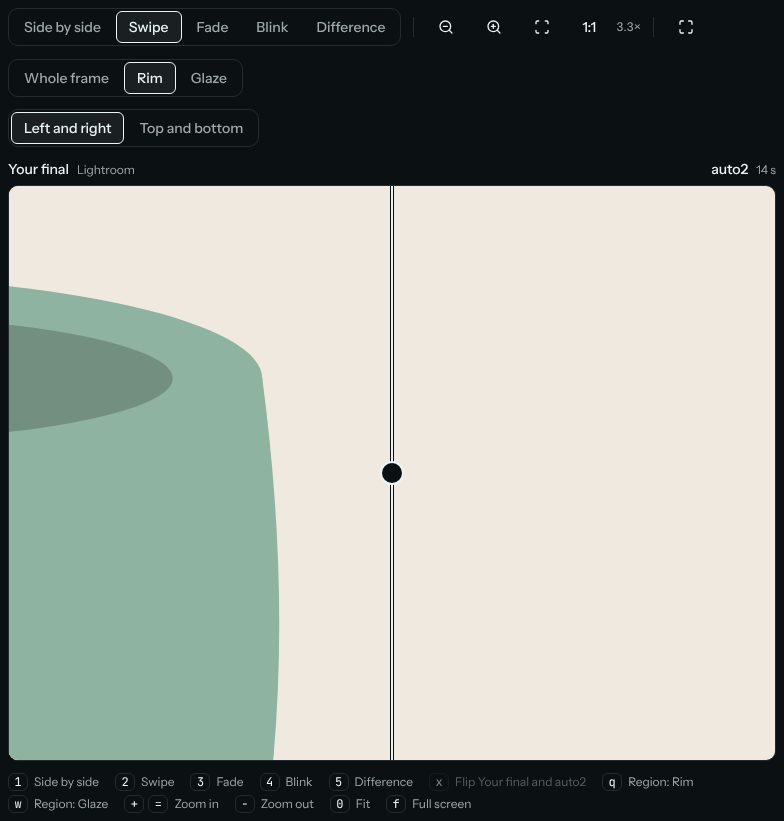 Side by side Swipe Fade Blink Difference 1:1 3.3×
Whole frame Rim Glaze
Left and right Top and bottom
Your final Lightroom auto2 14 s
1 Side by side 2 Swipe 3 Fade 4 Blink 5 Difference x Flip Your final and auto2 q Region: Rim
w Region: Glaze + = Zoom in - Zoom out 0 Fit f Full screen